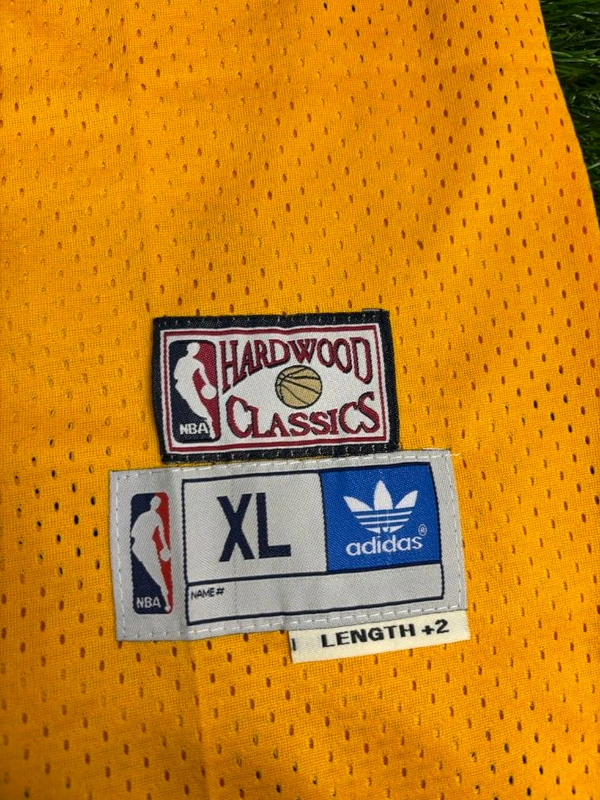 HARDWOOD
NBA
CLASSICS
XL
adidas®
NBA
NAME#
LENGTH +2